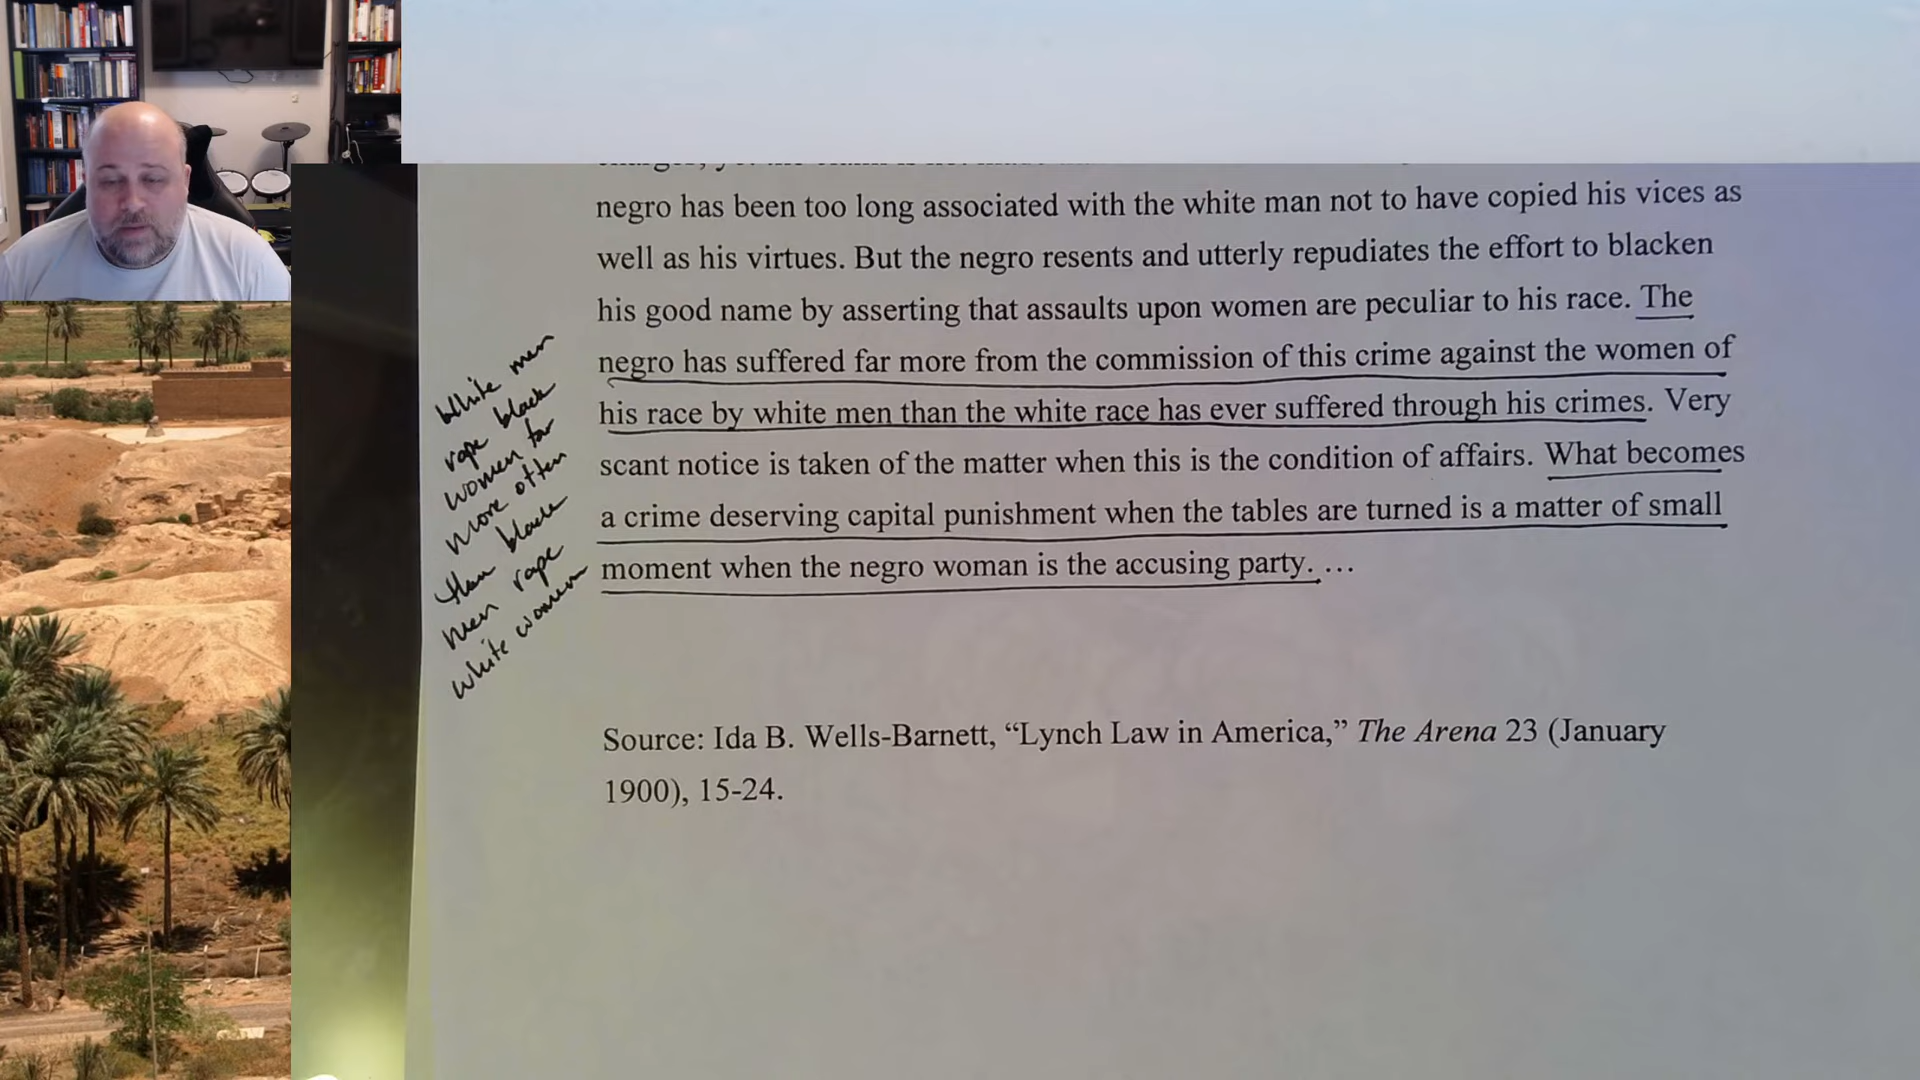 negro has been too long associated with the white man not to have copied his vices as
well as his virtues. But the negro resents and utterly repudiates the effort to blacken
his good name by asserting that assaults upon women are peculiar to his race. The
negro has suffered far more from the commission of this crime against the women of
his race by white men than the white race has ever suffered through his crimes. Very
scant notice is taken of the matter when this is the condition of affairs. What becomes
a crime deserving capital punishment when the tables are turned is a matter of small
moment when the negro woman is the accusing party. …
White men
rape black
women far
more often
than black
men rape
white women
Source: Ida B. Wells-Barnett, “Lynch Law in America,” The Arena 23 (January
1900), 15-24.